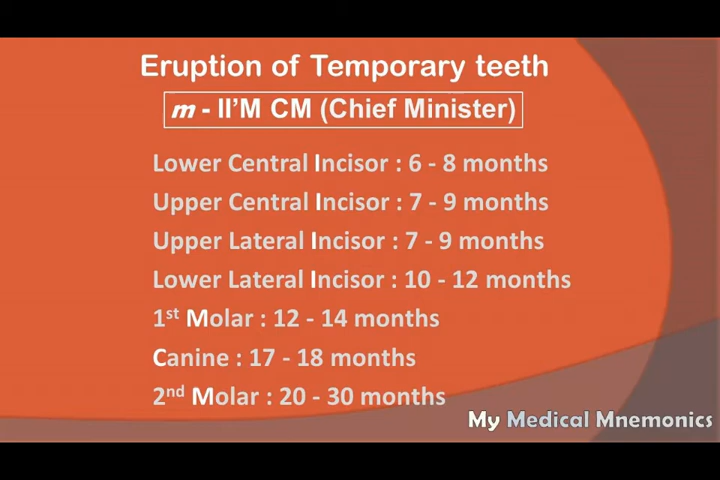 Eruption of Temporary teeth
m - II'M CM (Chief Minister)
Lower Central Incisor : 6 - 8 months
Upper Central Incisor : 7 - 9 months
Upper Lateral Incisor : 7 - 9 months
Lower Lateral Incisor : 10 - 12 months
1st Molar : 12 - 14 months
Canine : 17 - 18 months
2nd Molar : 20 - 30 months
My Medical Mnemonics